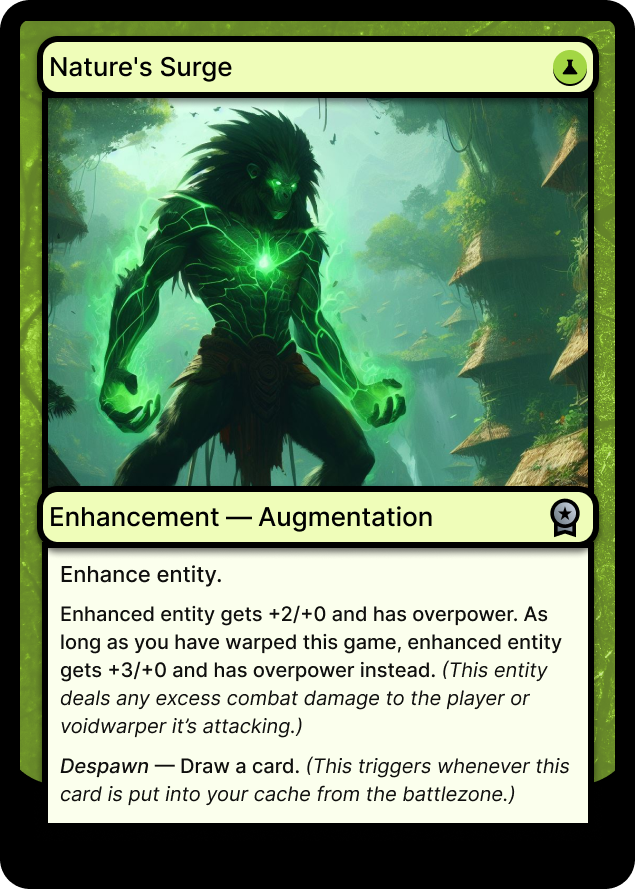 Nature's Surge
Enhancement — Augmentation
Enhance entity.
Enhanced entity gets +2/+0 and has overpower. As
long as you have warped this game, enhanced entity
gets +3/+0 and has overpower instead. (This entity
deals any excess combat damage to the player or
voidwarper it’s attacking.)
Despawn — Draw a card. (This triggers whenever this
card is put into your cache from the battlezone.)